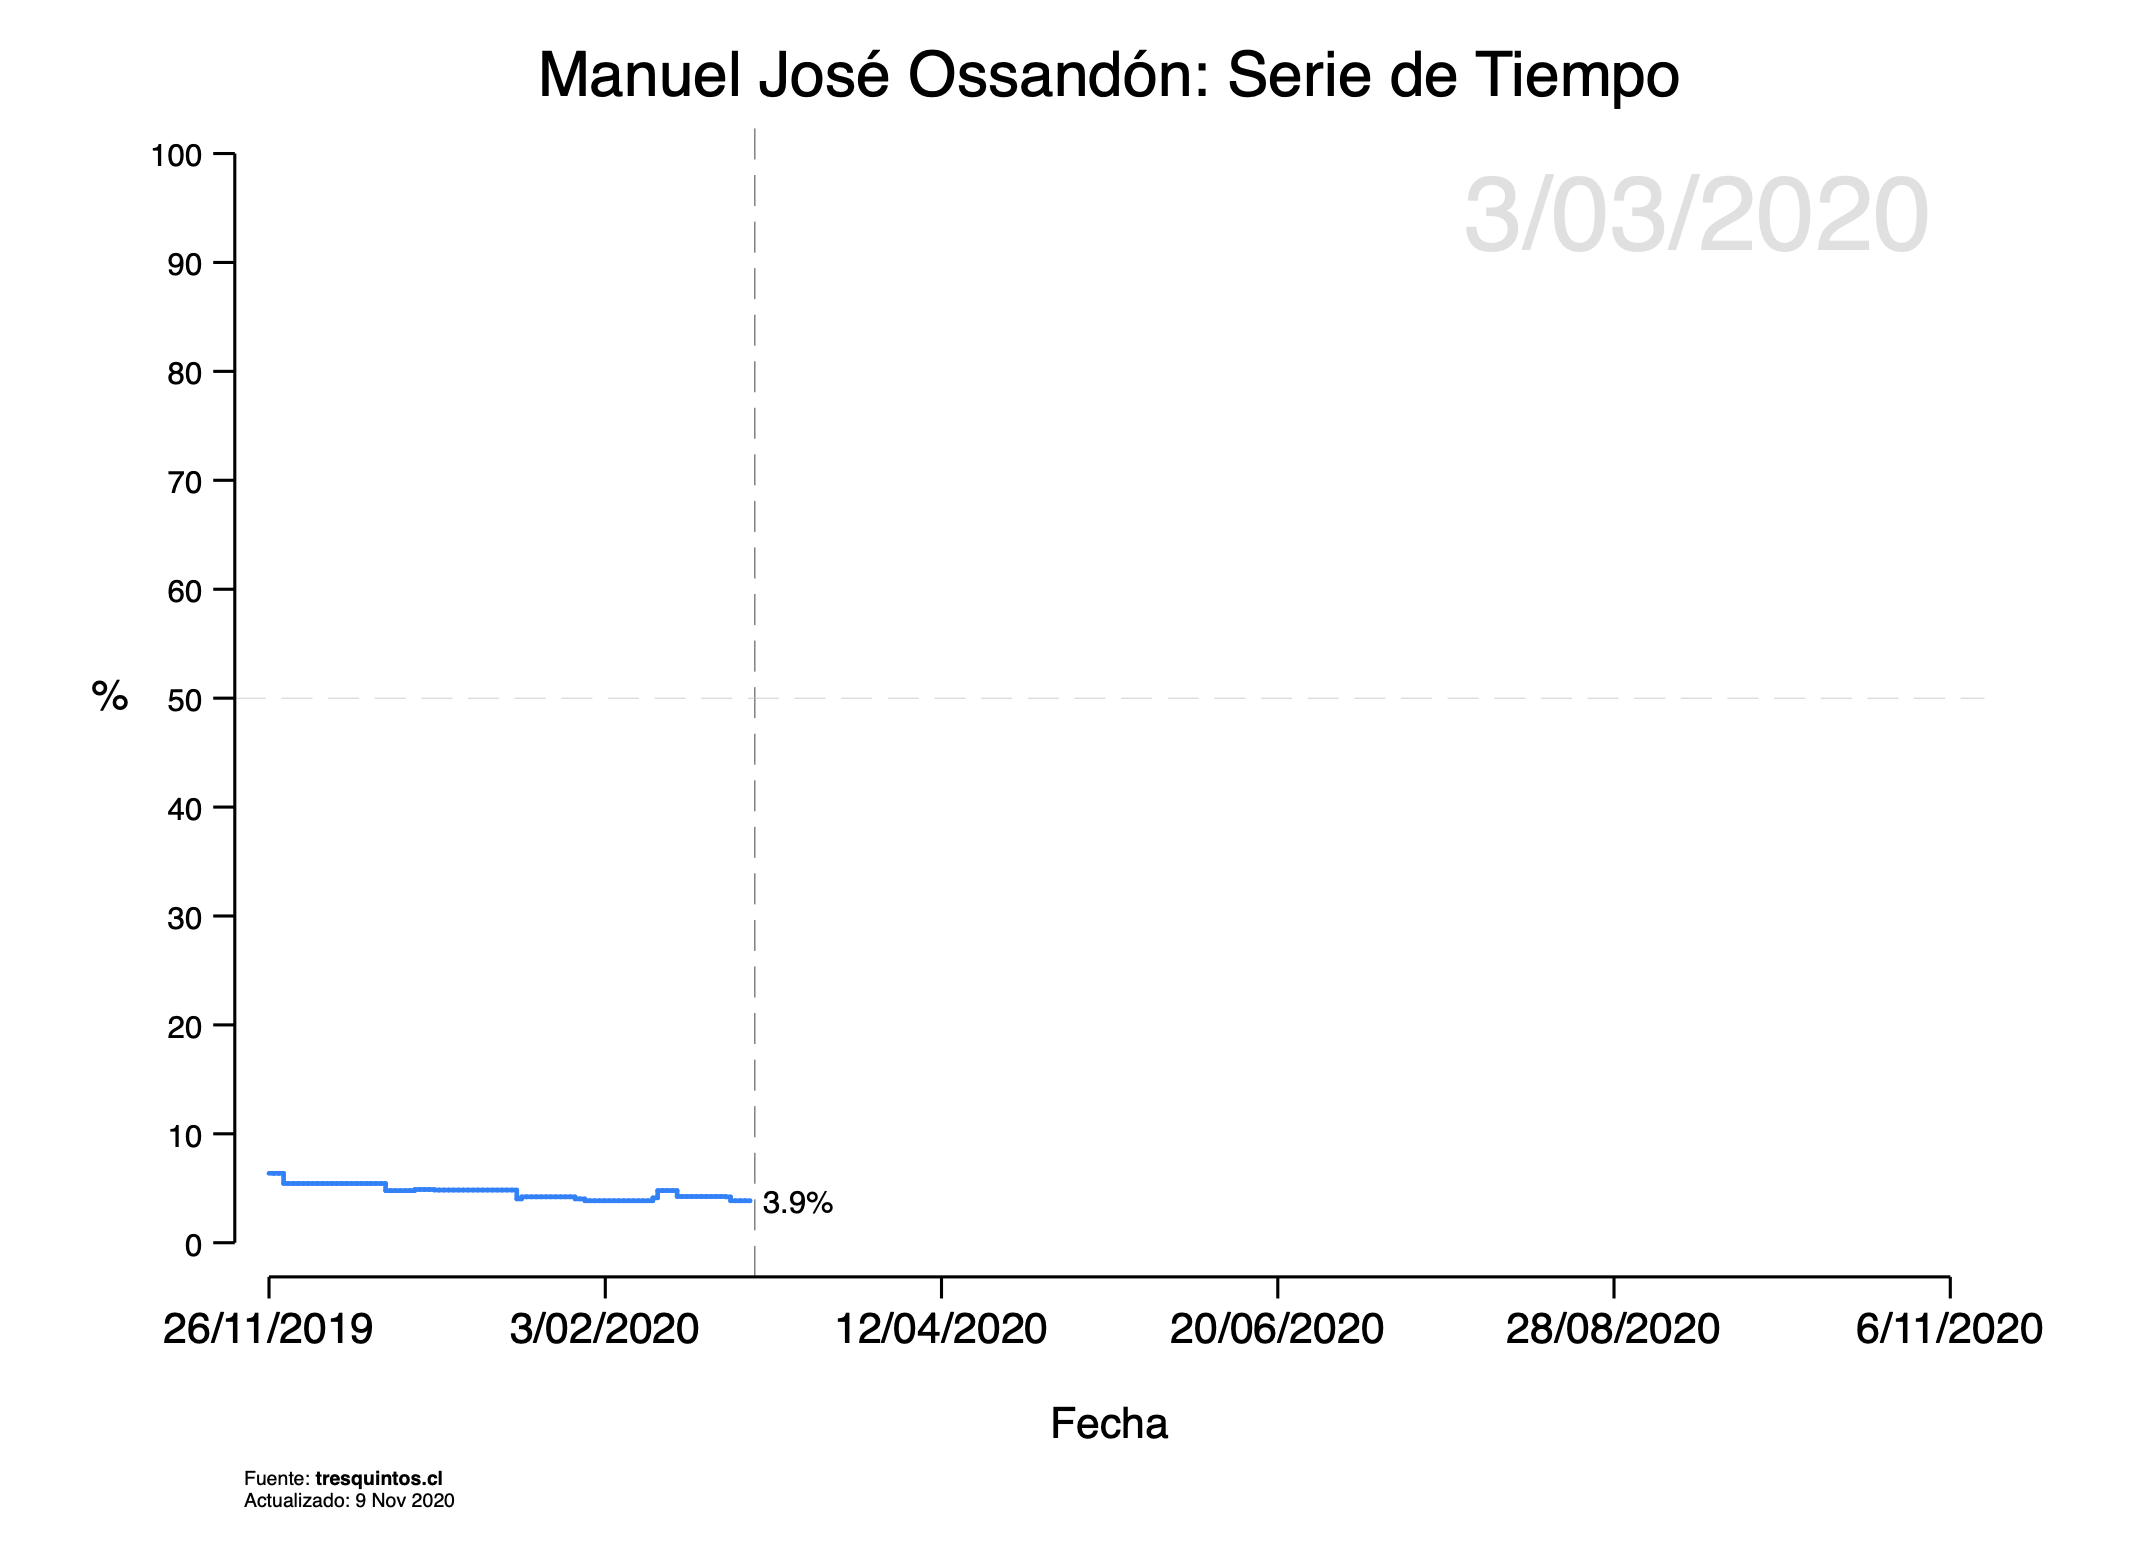 Manuel José Ossandón: Serie de Tiempo
3/03/2020
100
90
80
70
60
50
40
30
20
10
0
%
3.9%
26/11/2019 3/02/2020 12/04/2020 20/06/2020 28/08/2020 6/11/2020
Fecha
Fuente: tresquintos.cl
Actualizado: 9 Nov 2020